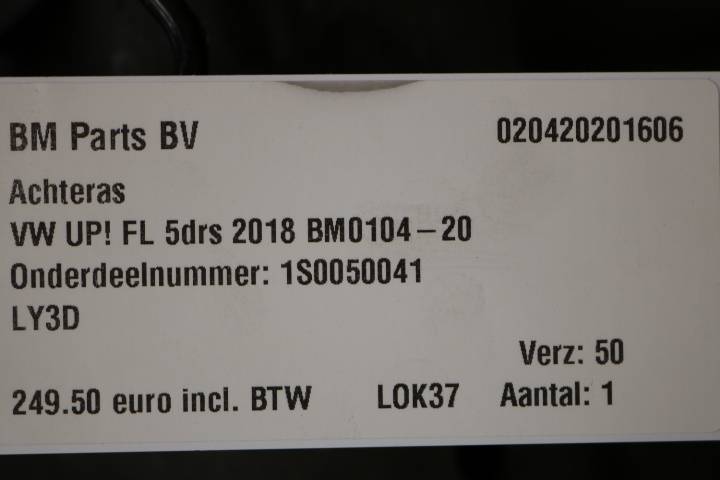 BM Parts BV 020420201606
Achteras
VW UP! FL 5drs 2018 BM0104-20
Onderdeelnummer: 1S0050041
LY3D
Verz: 50
249.50 euro incl. BTW LOK37 Aantal: 1